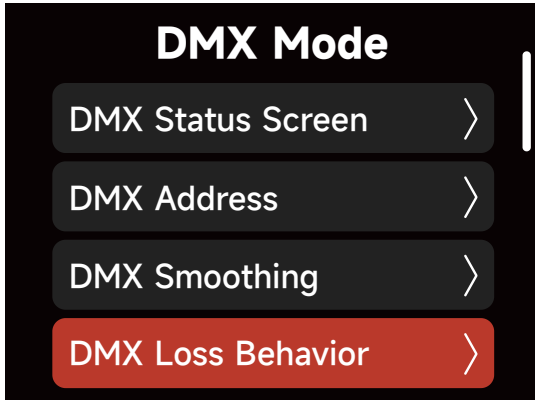 DMX Mode
DMX Status Screen
DMX Address
DMX Smoothing
DMX Loss Behavior